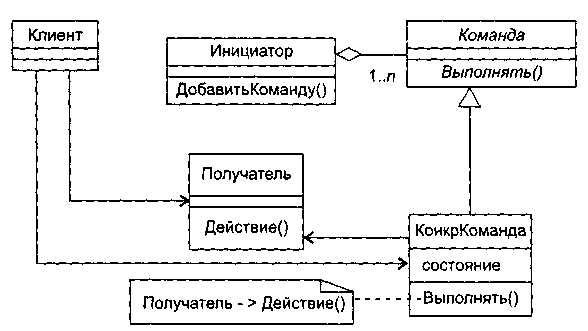 Клиент
Инициатор
ДобавитьКоманду()
1..n
Команда
Выполнять()
Получатель
Действие()
КонкрКоманда
состояние
Выполнять()
Получатель - > Действие()